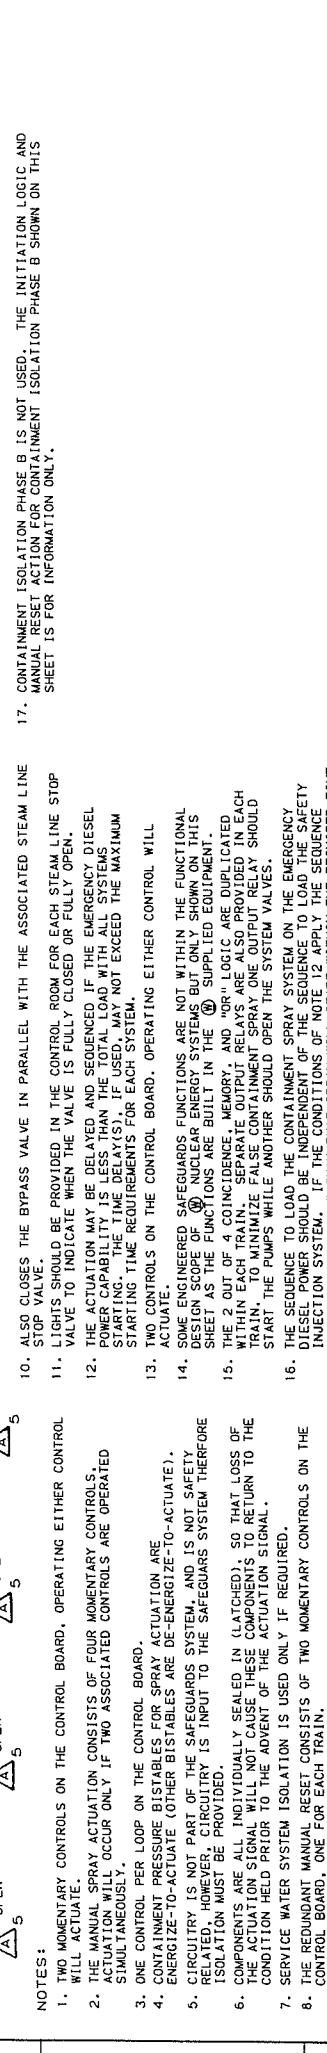 NOTES:
1. TWO MOMENTARY CONTROLS ON THE CONTROL BOARD, OPERATING EITHER CONTROL
WILL ACTUATE.
2. THE MANUAL SPRAY ACTUATION CONSISTS OF FOUR MOMENTARY CONTROLS.
ACTUATION WILL OCCUR ONLY IF TWO ASSOCIATED CONTROLS ARE OPERATED
SIMULTANEOUSLY.
3. ONE CONTROL PER LOOP ON THE CONTROL BOARD.
4. CONTAINMENT PRESSURE BISTABLES FOR SPRAY ACTUATION ARE
ENERGIZE-TO-ACTUATE (OTHER BISTABLES ARE DE-ENERGIZE-TO-ACTUATE).
5. CIRCUITRY IS NOT PART OF THE SAFEGUARDS SYSTEM, AND IS NOT SAFETY
RELATED, HOWEVER, CIRCUITRY IS INPUT TO THE SAFEGUARS SYSTEM THERFORE
ISOLATION MUST BE PROVIDED.
6. COMPONENTS ARE ALL INDIVIDUALLY SEALED IN (LATCHED), SO THAT LOSS OF
THE ACTUATION SIGNAL WILL NOT CAUSE THESE COMPONENTS TO RETURN TO THE
CONDITION HELD PRIOR TO THE ADVENT OF THE ACTUATION SIGNAL.
7. SERVICE WATER SYSTEM ISOLATION IS USED ONLY IF REQUIRED.
8. THE REDUNDANT MANUAL RESET CONSISTS OF TWO MOMENTARY CONTROLS ON THE
CONTROL BOARD, ONE FOR EACH TRAIN.
10. ALSO CLOSES THE BYPASS VALVE IN PARALLEL WITH THE ASSOCIATED STEAM LINE
STOP VALVE.
11. LIGHTS SHOULD BE PROVIDED IN THE CONTROL ROOM FOR EACH STEAM LINE STOP
VALVE TO INDICATE WHEN THE VALVE IS FULLY CLOSED OR FULLY OPEN.
12. THE ACTUATION MAY BE DELAYED AND SEQUENCED IF THE EMERGENCY DIESEL
POWER CAPABILITY IS LESS THAN THE TOTAL LOAD WITH ALL SYSTEMS
STARTING. THE TIME DELAY(S), IF USED, MAY NOT EXCEED THE MAXIMUM
STARTING TIME REQUIREMENTS FOR EACH SYSTEM.
13. TWO CONTROLS ON THE CONTROL BOARD. OPERATING EITHER CONTROL WILL
ACTUATE.
14. SOME ENGINEERED SAFEGUARDS FUNCTIONS ARE NOT WITHIN THE FUNCTIONAL
DESIGN SCOPE OF Ⓦ NUCLEAR ENERGY SYSTEMS BUT ONLY SHOWN ON THIS
SHEET AS THE FUNCTIONS ARE BUILT IN THE Ⓦ SUPPLIED EQUIPMENT.
15. THE 2 OUT OF 4 COINCIDENCE, MEMORY, AND "OR" LOGIC ARE DUPLICATED
WITHIN EACH TRAIN. SEPARATE OUTPUT RELAYS ARE ALSO PROVIDED IN EACH
TRAIN. TO MINIMIZE FALSE CONTAINMENT SPRAY ONE OUTPUT RELAY SHOULD
START THE PUMPS WHILE ANOTHER SHOULD OPEN THE SYSTEM VALVES.
16. THE SEQUENCE TO LOAD THE CONTAINMENT SPRAY SYSTEM ON THE EMERGENCY
DIESEL POWER SHOULD BE INDEPENDENT OF THE SEQUENCE TO LOAD THE SAFETY
INJECTION SYSTEM. IF THE CONDITIONS OF NOTE 12 APPLY THE SEQUENCE
17. CONTAINMENT ISOLATION PHASE B IS NOT USED. THE INITIATION LOGIC AND
MANUAL RESET ACTION FOR CONTAINMENT ISOLATION PHASE B SHOWN ON THIS
SHEET IS FOR INFORMATION ONLY.
A 5
A 5
A 5